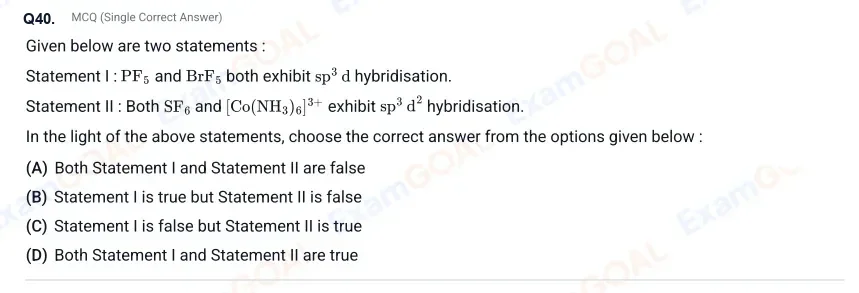 Q40. MCQ (Single Correct Answer)
Given below are two statements :
Statement I : PF₅ and BrF₅ both exhibit sp³ d hybridisation.
Statement II : Both SF₆ and [Co(NH₃)₆]³⁺ exhibit sp³ d² hybridisation.
In the light of the above statements, choose the correct answer from the options given below :
(A) Both Statement I and Statement II are false
(B) Statement I is true but Statement II is false
(C) Statement I is false but Statement II is true
(D) Both Statement I and Statement II are true
ExamGOAL